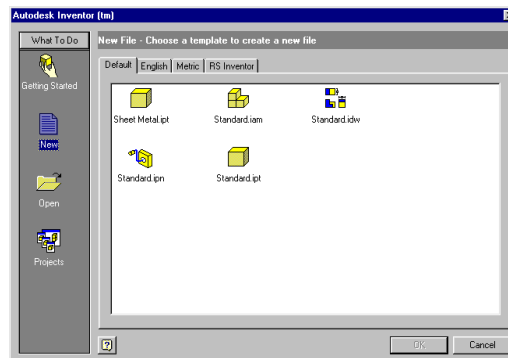 Autodesk Inventor (tm)
What To Do
New File - Choose a template to create a new file
Default English Metric RS Inventor
Getting Started
New
Open
Projects
Sheet Metal.ipt Standard.iam Standard.idw
Standard.ipn Standard.ipt
OK Cancel